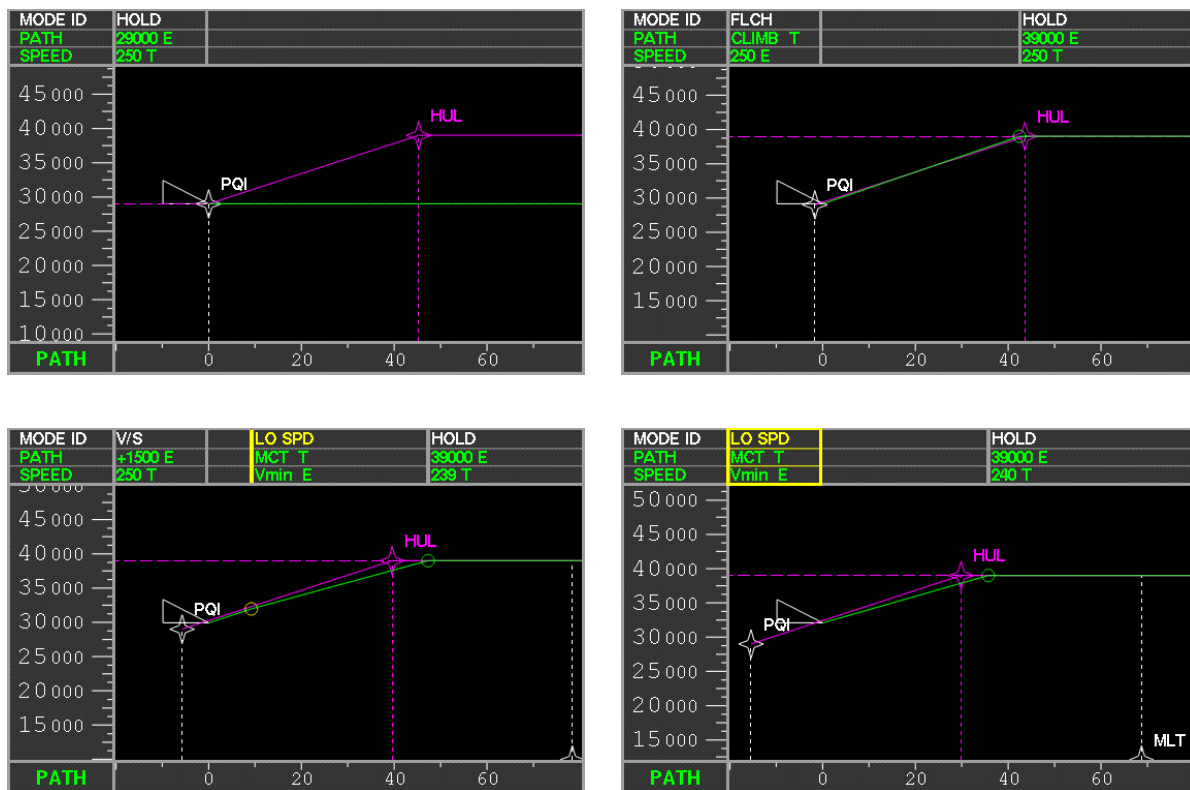 MODE ID HOLD
PATH 29000 E
SPEED 250 T
45 000
40 000
35 000
30 000
25 000
20 000
15 000
10 000
HUL
PQI
PATH 0 20 40 60
MODE ID FLCH HOLD
PATH CLIMB T 39000 E
SPEED 250 E 250 T
45 000
40 000
35 000
30 000
25 000
20 000
15 000
HUL
PQI
PATH 0 20 40 60
MODE ID V/S LO SPD HOLD
PATH +1500 E MCT T 39000 E
SPEED 250 T Vmin E 239 T
50 000
45 000
40 000
35 000
30 000
25 000
20 000
15 000
HUL
PQI
PATH 0 20 40 60
MODE ID LO SPD HOLD
PATH MCT T 39000 E
SPEED Vmin E 240 T
50 000
45 000
40 000
35 000
30 000
25 000
20 000
15 000
HUL
PQI
MLT
PATH 0 20 40 60